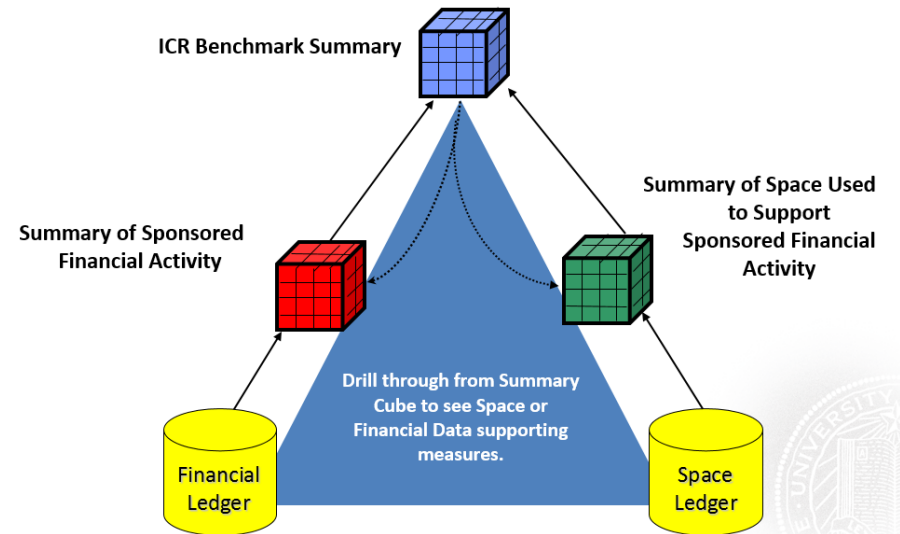 ICR Benchmark Summary
Summary of Space Used
to Support
Sponsored Financial
Activity
Summary of Sponsored
Financial Activity
Drill through from Summary
Cube to see Space or
Financial Data supporting
measures.
Financial
Ledger
Space
Ledger
UNIVERSITY